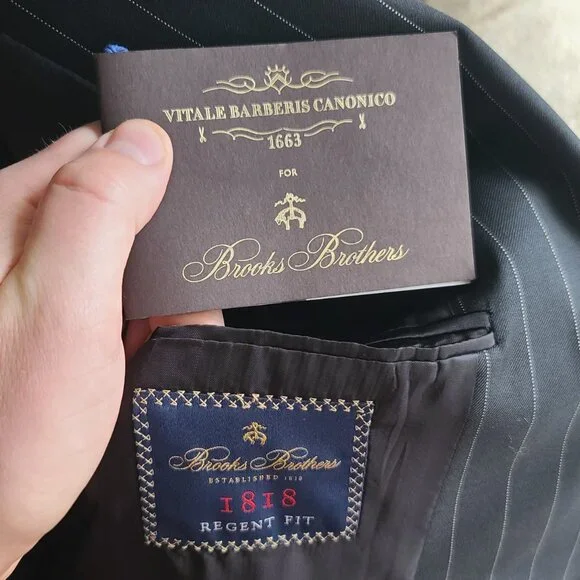 VITALE BARBERIS CANONICO
1663
FOR
Brooks Brothers
Brooks Brothers
ESTABLISHED 1818
1818
REGENT FIT